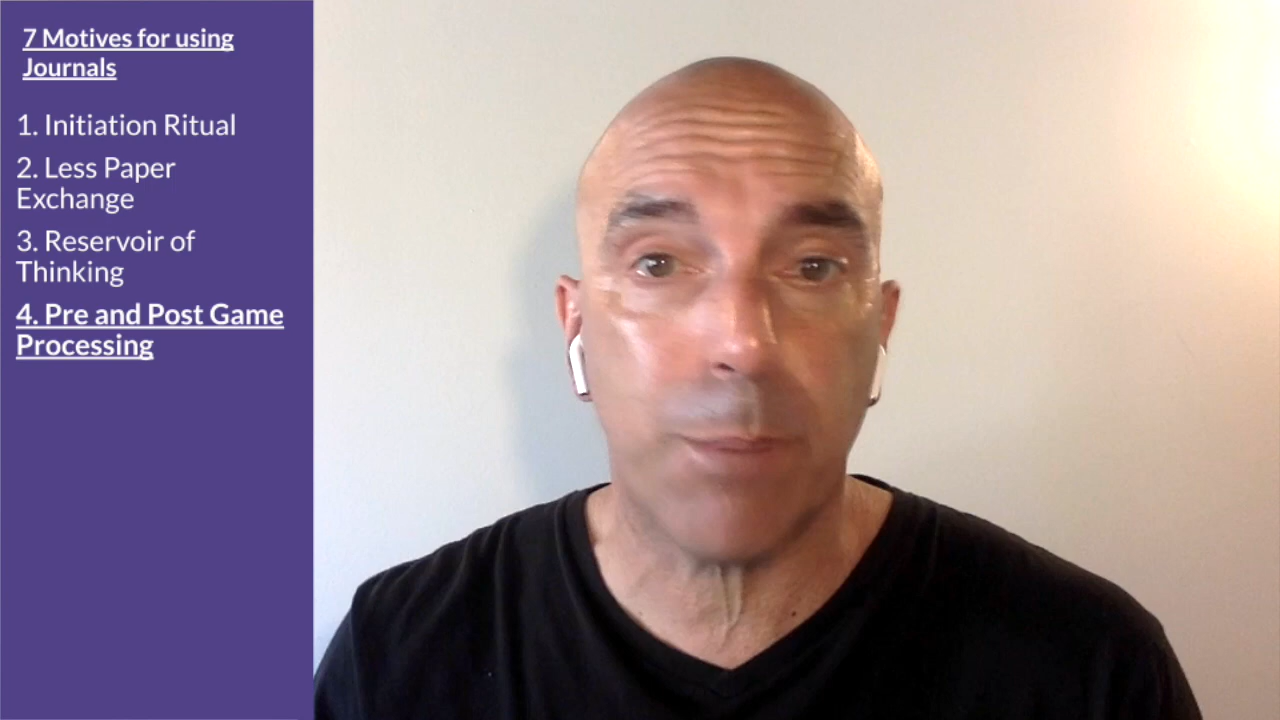 7 Motives for using
Journals
1. Initiation Ritual
2. Less Paper
Exchange
3. Reservoir of
Thinking
4. Pre and Post Game
Processing